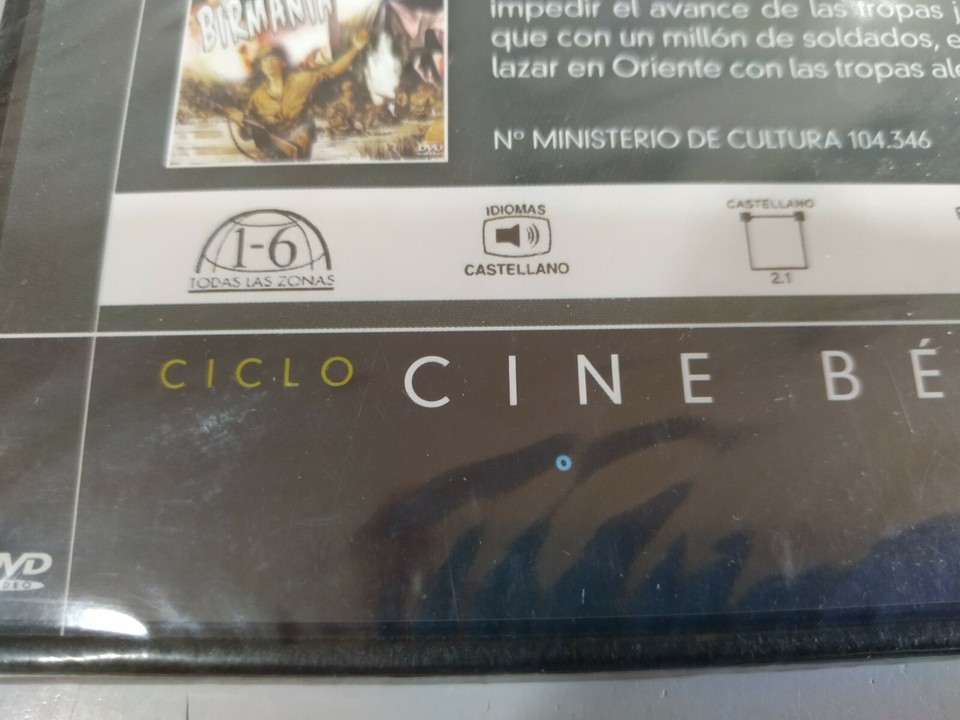 BIRMANIA
impedir el avance de las tropas
que con un millón de soldados,
lazar en Oriente con las tropas
Nº MINISTERIO DE CULTURA 104.346
DVD
1-6
TODAS LAS ZONAS
IDIOMAS
CASTELLANO
CASTELLANO
2.1
CICLO CINE BÉ
DVD
VIDEO